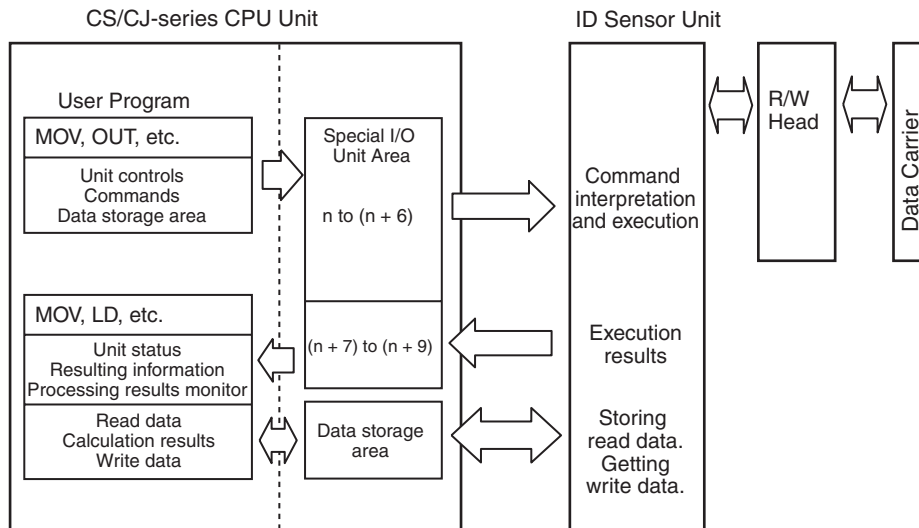 CS/CJ-series CPU Unit
ID Sensor Unit
User Program
MOV, OUT, etc.
Unit controls
Commands
Data storage area
Special I/O
Unit Area
n to (n + 6)
Command
interpretation
and execution
R/W
Head
Data Carrier
MOV, LD, etc.
Unit status
Resulting information
Processing results monitor
(n + 7) to (n + 9)
Execution
results
Read data
Calculation results
Write data
Data storage
area
Storing
read data.
Getting
write data.